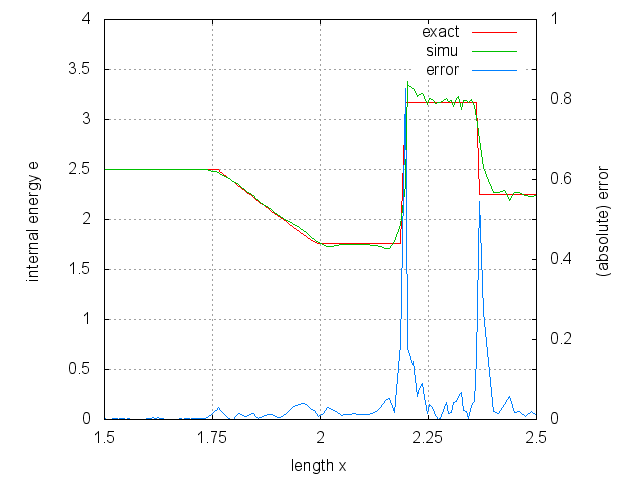 4
3.5
3
2.5
2
1.5
1
0.5
0
internal energy e
exact
simu
error
1
0.8
0.6
0.4
0.2
0
(absolute) error
1.5 1.75 2 2.25 2.5
length x